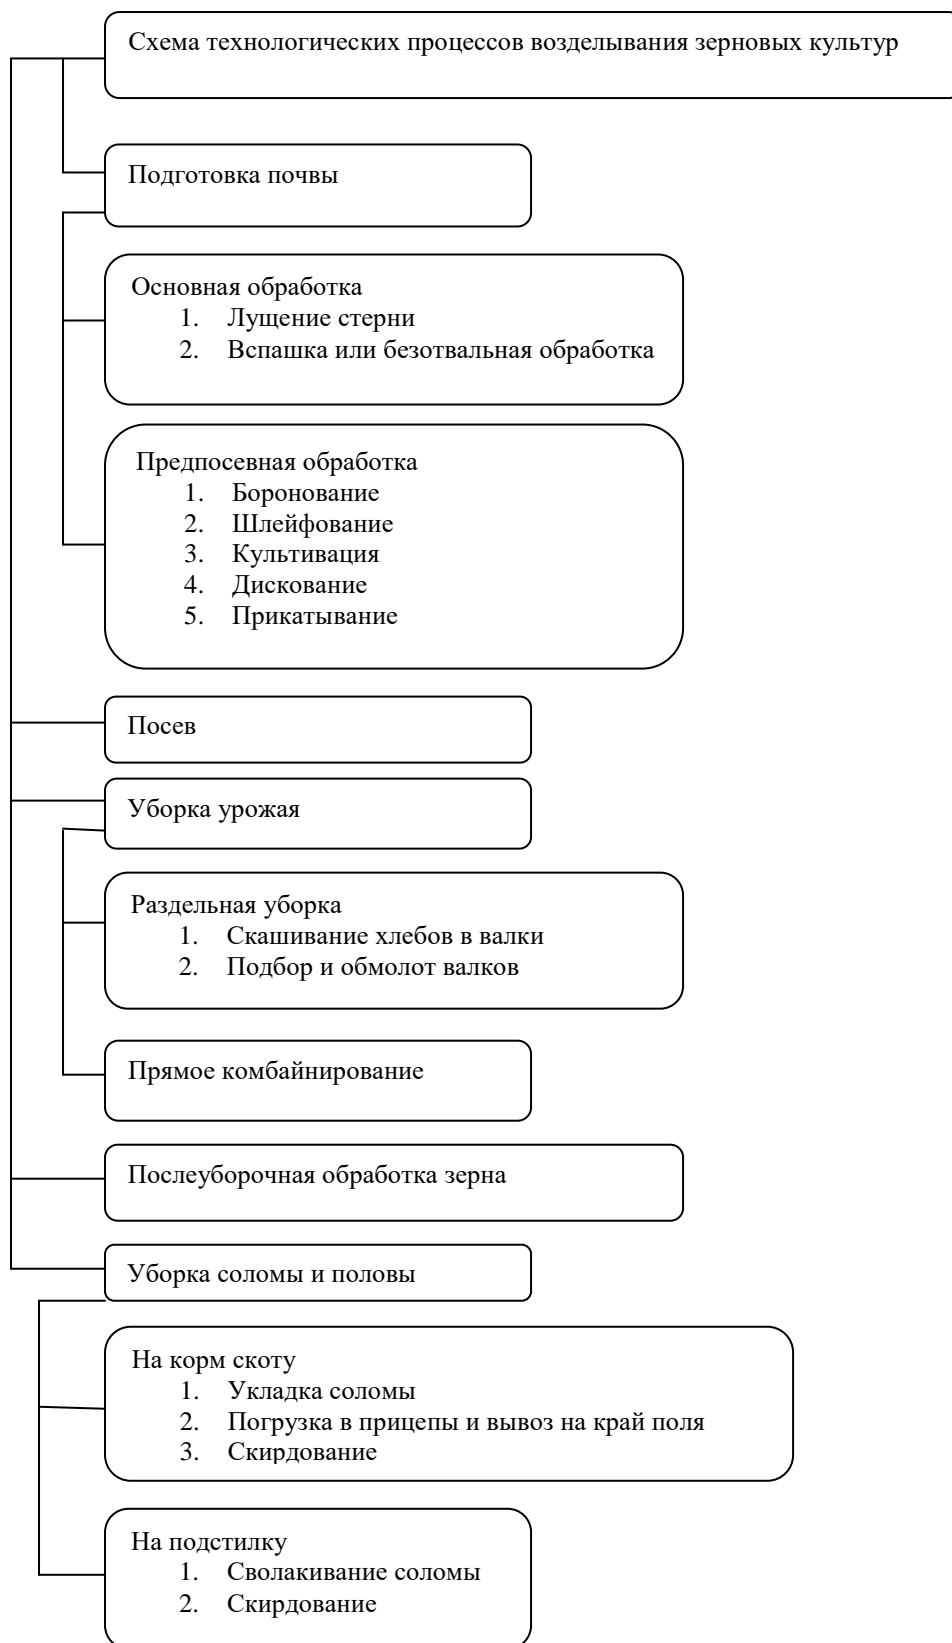 Схема технологических процессов возделывания зерновых культур
Подготовка почвы
Основная обработка
1. Лущение стерни
2. Вспашка или безотвальная обработка
Предпосевная обработка
1. Боронование
2. Шлейфование
3. Культивация
4. Дискование
5. Прикатывание
Посев
Уборка урожая
Раздельная уборка
1. Скашивание хлебов в валки
2. Подбор и обмолот валков
Прямое комбайнирование
Послеуборочная обработка зерна
Уборка соломы и половы
На корм скоту
1. Укладка соломы
2. Погрузка в прицепы и вывоз на край поля
3. Скирдование
На подстилку
1. Сволакивание соломы
2. Скирдование